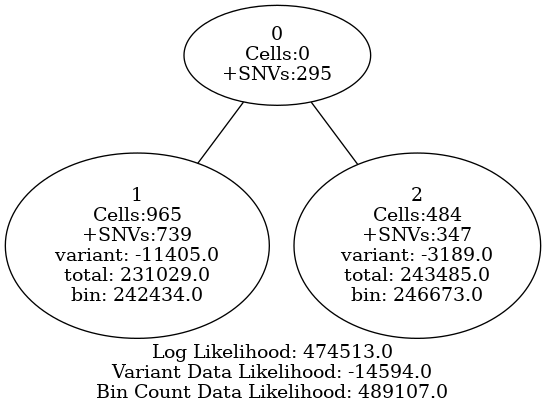 0
Cells:0
+SNVs:295
1
Cells:965
+SNVs:739
variant: -11405.0
total: 231029.0
bin: 242434.0
2
Cells:484
+SNVs:347
variant: -3189.0
total: 243485.0
bin: 246673.0
Log Likelihood: 474513.0
Variant Data Likelihood: -14594.0
Bin Count Data Likelihood: 489107.0